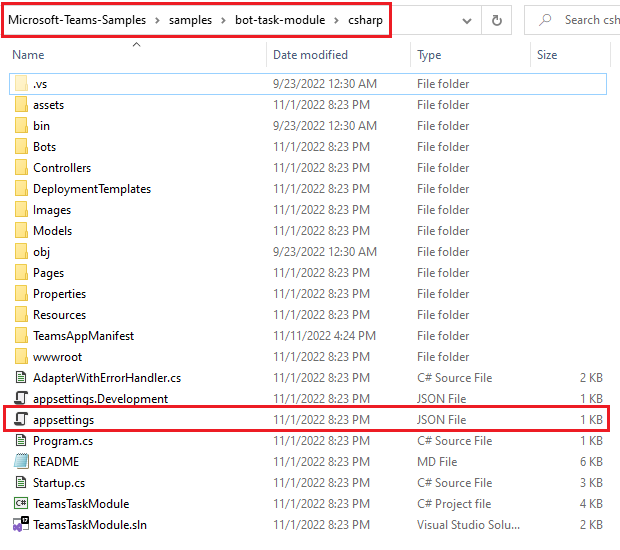 Microsoft-Teams-Samples > samples > bot-task-module > csharp Search csh
Name Date modified Type Size
.vs 9/23/2022 12:30 AM File folder
assets 11/1/2022 8:23 PM File folder
bin 9/23/2022 12:30 AM File folder
Bots 11/1/2022 8:23 PM File folder
Controllers 11/1/2022 8:23 PM File folder
DeploymentTemplates 11/1/2022 8:23 PM File folder
Images 11/1/2022 8:23 PM File folder
Models 11/1/2022 8:23 PM File folder
obj 9/23/2022 12:30 AM File folder
Pages 11/1/2022 8:23 PM File folder
Properties 11/1/2022 8:23 PM File folder
Resources 11/1/2022 8:23 PM File folder
TeamsAppManifest 11/11/2022 4:24 PM File folder
wwwroot 11/1/2022 8:23 PM File folder
AdapterWithErrorHandler.cs 11/1/2022 8:23 PM C# Source File 2 KB
appsettings.Development 11/1/2022 8:23 PM JSON File 1 KB
appsettings 11/1/2022 8:23 PM JSON File 1 KB
Program.cs 11/1/2022 8:23 PM C# Source File 1 KB
README 11/1/2022 8:23 PM MD File 6 KB
Startup.cs 11/1/2022 8:23 PM C# Source File 3 KB
TeamsTaskModule 11/1/2022 8:23 PM C# Project file 4 KB
TeamsTaskModule.sln 11/1/2022 8:23 PM Visual Studio Solu... 2 KB